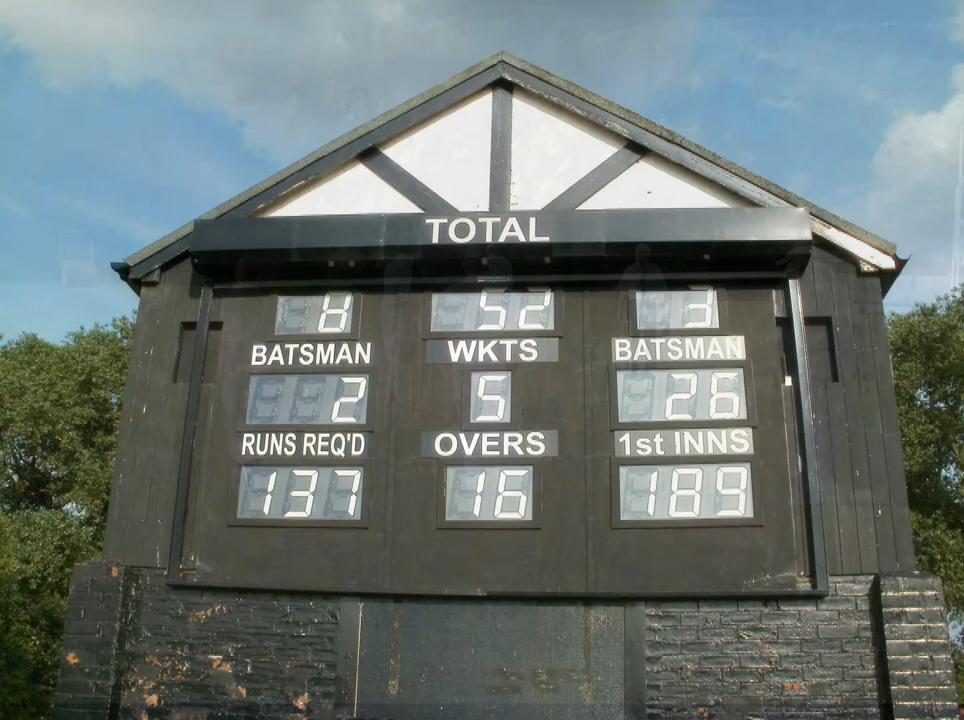 TOTAL
8 52 3
BATSMAN WKTS BATSMAN
2 5 26
RUNS REQ'D OVERS 1st INNS
137 16 189